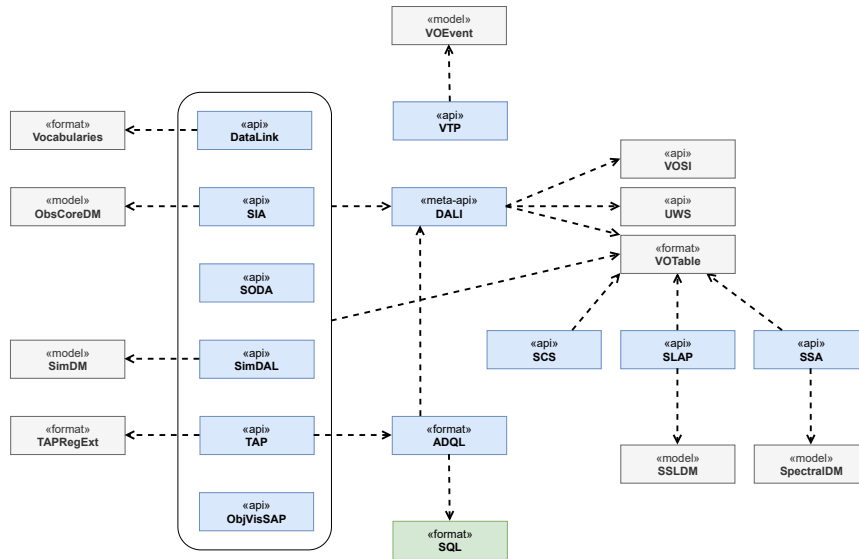 «model»
VOEvent
«format»
Vocabularies
«api»
DataLink
«api»
VTP
«api»
VOSI
«model»
ObsCoreDM
«api»
SIA
«meta-api»
DALI
«api»
UWS
«format»
VOTable
«api»
SODA
«model»
SimDM
«api»
SimDAL
«api»
SCS
«api»
SLAP
«api»
SSA
«format»
TAPRegExt
«api»
TAP
«format»
ADQL
«model»
SSLDM
«model»
SpectralDM
«api»
ObjVisSAP
«format»
SQL